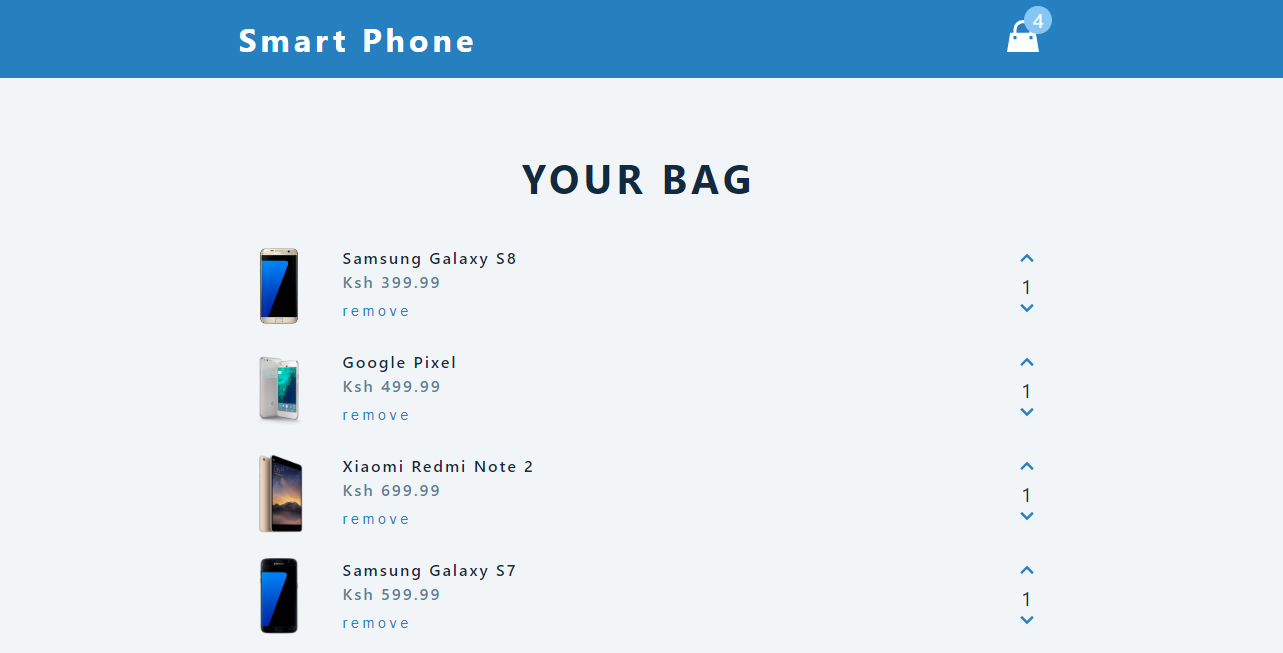 Smart Phone
4
YOUR BAG
Samsung Galaxy S8
Ksh 399.99
1
remove
Google Pixel
Ksh 499.99
1
remove
Xiaomi Redmi Note 2
Ksh 699.99
1
remove
Samsung Galaxy S7
Ksh 599.99
1
remove